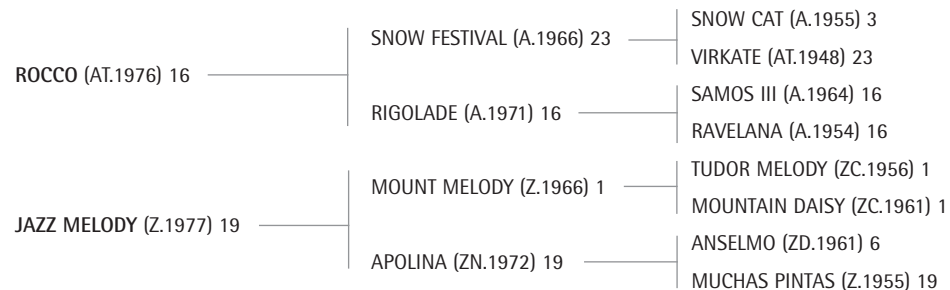 SNOW CAT (A.1955) 3
SNOW FESTIVAL (A.1966) 23
VIRKATE (AT.1948) 23
ROCCO (AT.1976) 16
SAMOS III (A.1964) 16
RIGOLADE (A.1971) 16
RAVELANA (A.1954) 16
TUDOR MELODY (ZC.1956) 1
MOUNT MELODY (Z.1966) 1
MOUNTAIN DAISY (ZC.1961) 1
JAZZ MELODY (Z.1977) 19
ANSELMO (ZD.1961) 6
APOLINA (ZN.1972) 19
MUCHAS PINTAS (Z.1955) 19